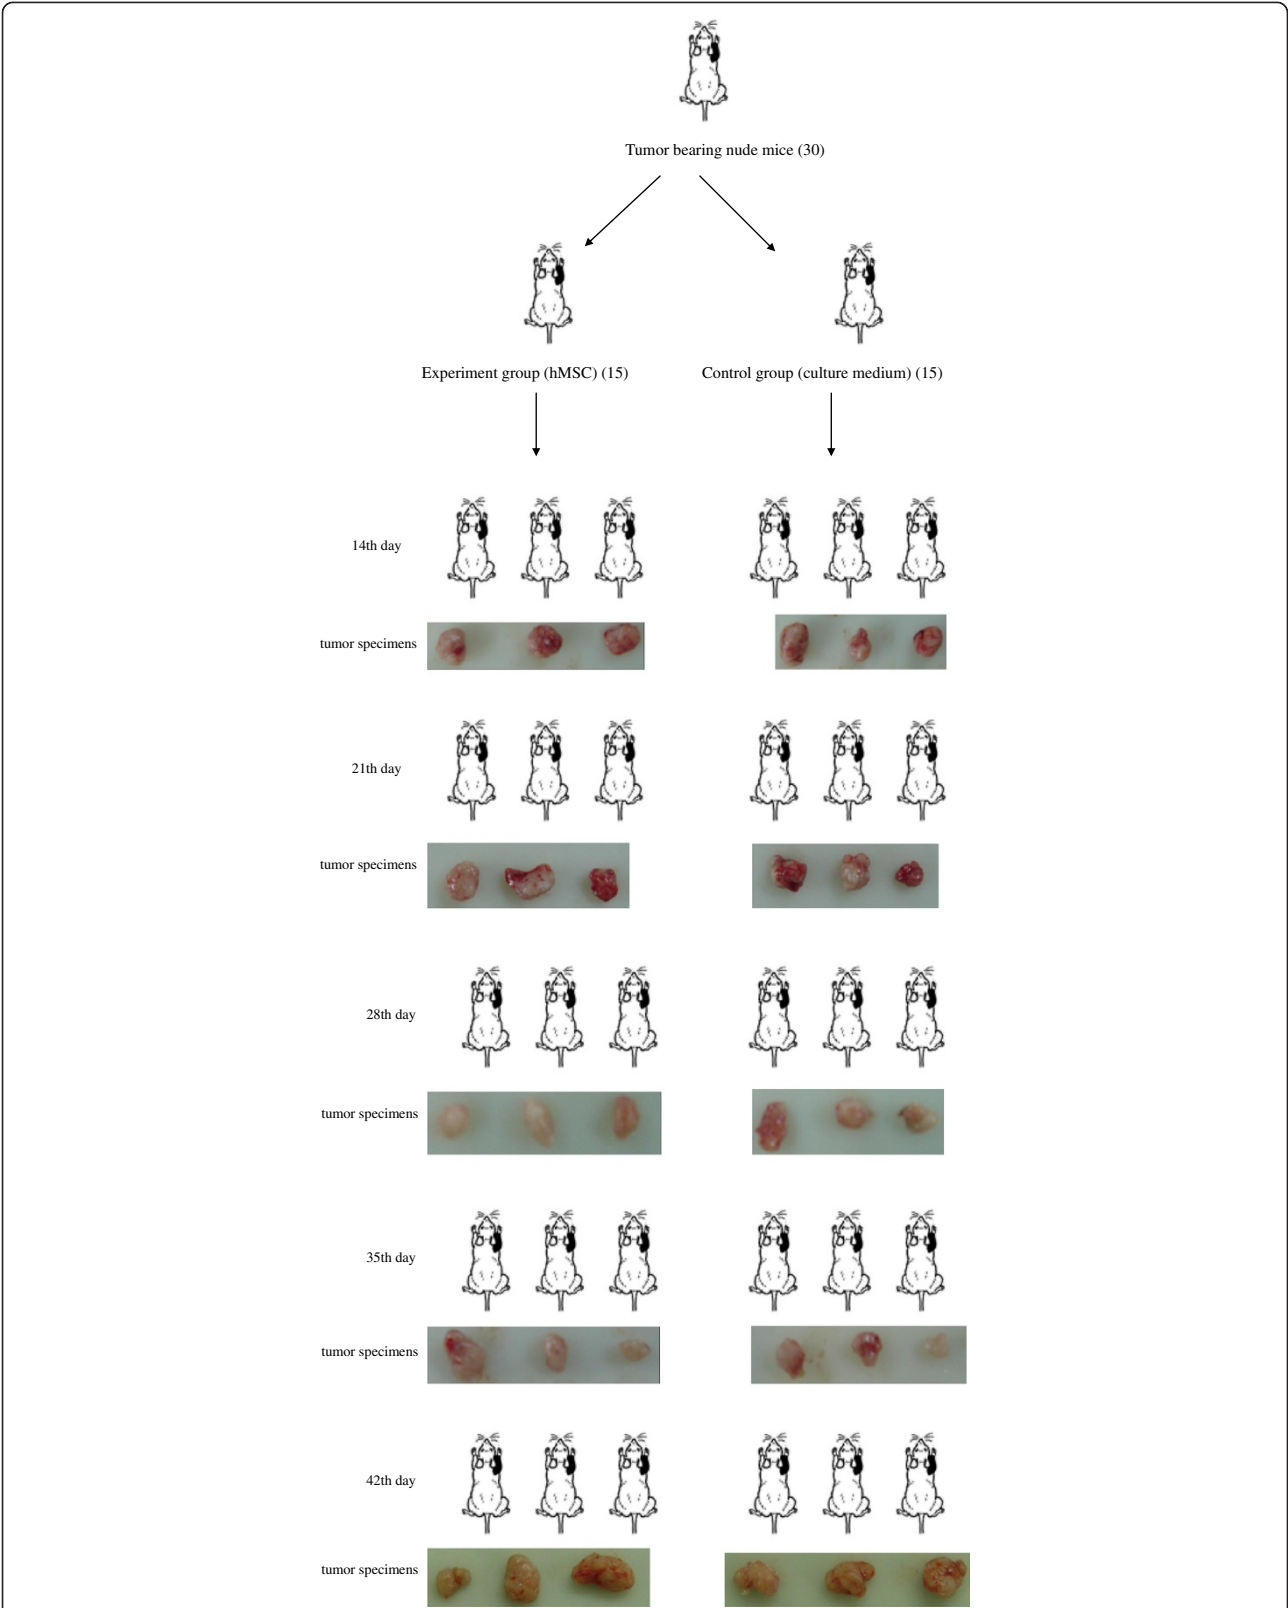 Tumor bearing nude mice (30)
Experiment group (hMSC) (15)
Control group (culture medium) (15)
14th day
tumor specimens
21th day
tumor specimens
28th day
tumor specimens
35th day
tumor specimens
42th day
tumor specimens